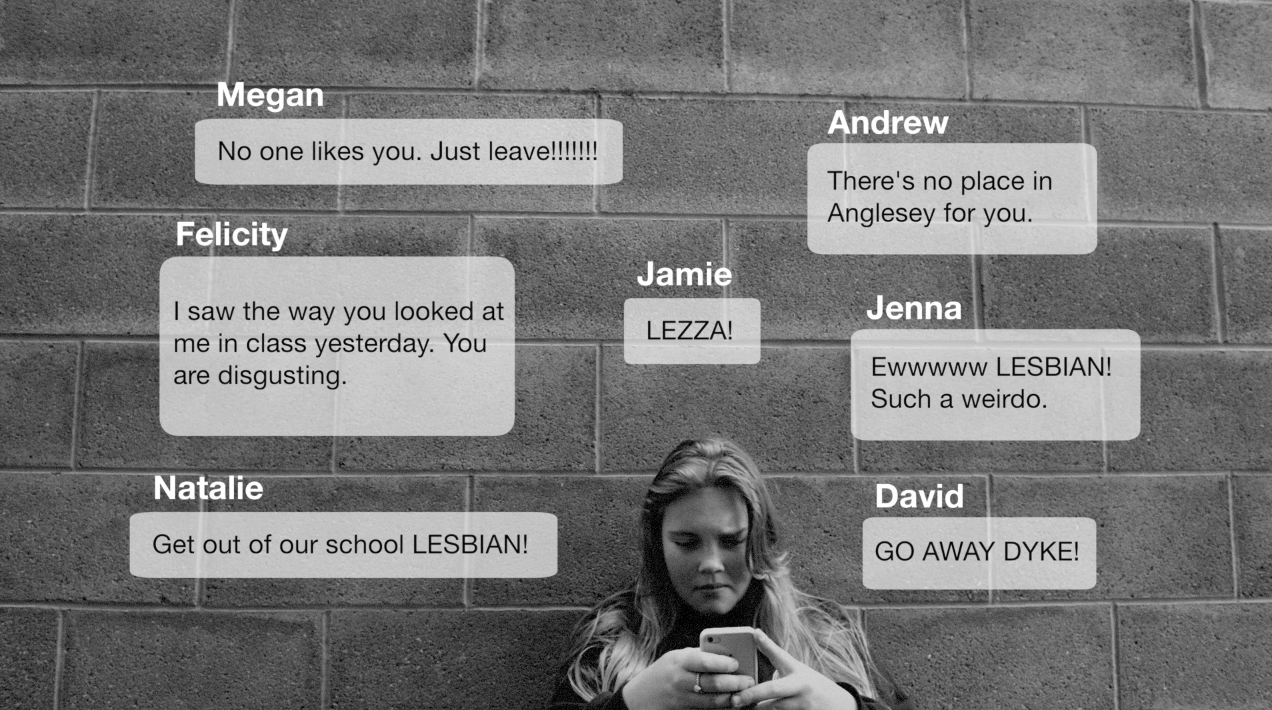 Megan
No one likes you. Just leave!!!!!!!
Andrew
There's no place in
Anglesey for you.
Felicity
I saw the way you looked at
me in class yesterday. You
are disgusting.
Jamie
LEZZA!
Jenna
Ewwwww LESBIAN!
Such a weirdo.
Natalie
Get out of our school LESBIAN!
David
GO AWAY DYKE!